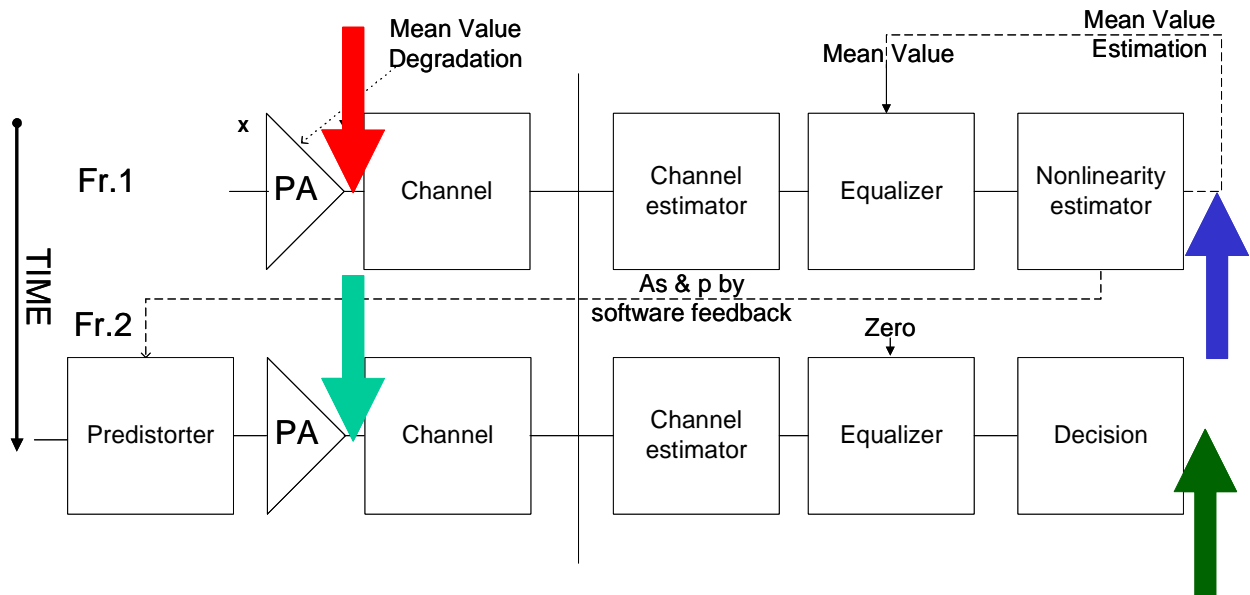 Mean Value
Degradation
Mean Value
Estimation
Mean Value
x
Fr.1
PA
Channel
Channel
estimator
Equalizer
Nonlinearity
estimator
TIME
As & p by
software feedback
Fr.2
Zero
Predistorter
PA
Channel
Channel
estimator
Equalizer
Decision